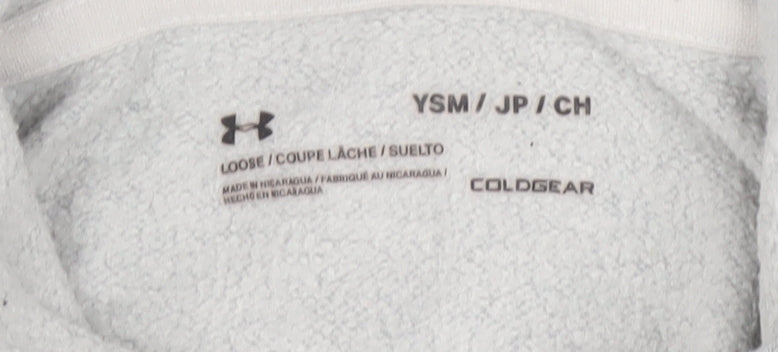 YSM / JP / CH
LOOSE / COUPE LÂCHE / SUELTO
MADE IN NICARAGUA / FABRIQUÉ AU NICARAGUA /
HECHO EN NICARAGUA
COLDGEAR